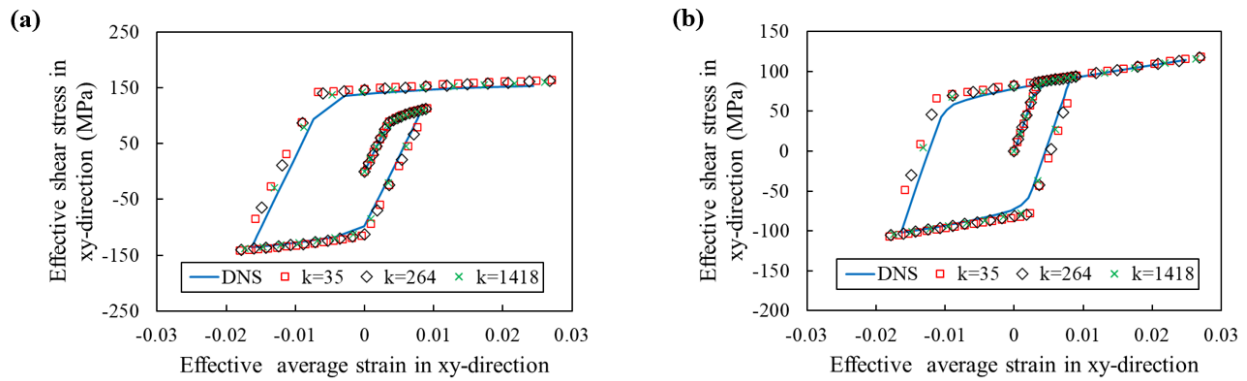 (a)
Effective shear stress in
xy-direction (MPa)
250
150
50
-50
-150
-250
DNS k=35 k=264 k=1418
-0.03 -0.02 -0.01 0 0.01 0.02 0.03
Effective average strain in xy-direction
(b)
Effective shear stress in
xy-direction (MPa)
150
100
50
0
-50
-100
-150
-200
DNS k=35 k=264 k=1418
-0.03 -0.02 -0.01 0 0.01 0.02 0.03
Effective average strain in xy-direction